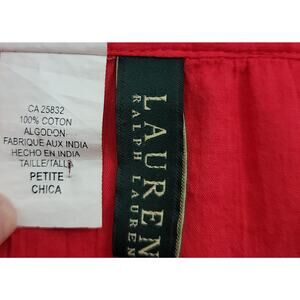 CA 25832
100% COTON
ALGODON
FABRIQUE AUX INDIA
HECHO EN INDIA
TAILLE/TALLA
PETITE
CHICA
LAUREN
RALPH LAUREN